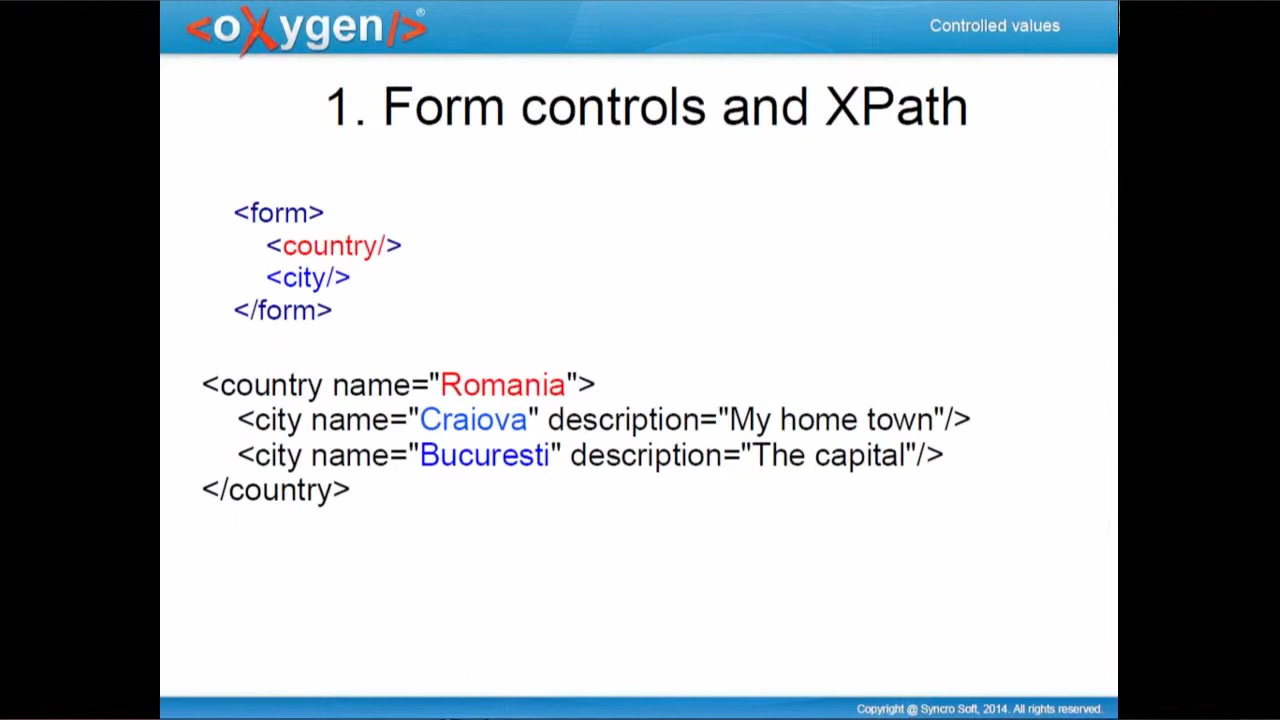 <oXygen/>®
Controlled values
1. Form controls and XPath
<form>
<country/>
<city/>
</form>
<country name="Romania">
<city name="Craiova" description="My home town"/>
<city name="Bucuresti" description="The capital"/>
</country>
Copyright @ Syncro Soft, 2014. All rights reserved.